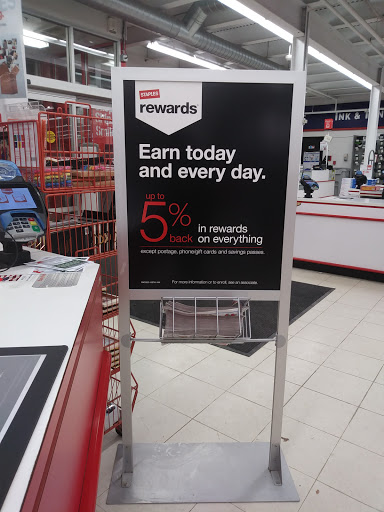 STAPLES
rewards
Earn today
and every day.
up to
5%
back
in rewards
on everything
except postage, phone/gift cards and savings passes.
For more information or to enroll, see an associate.
INK &